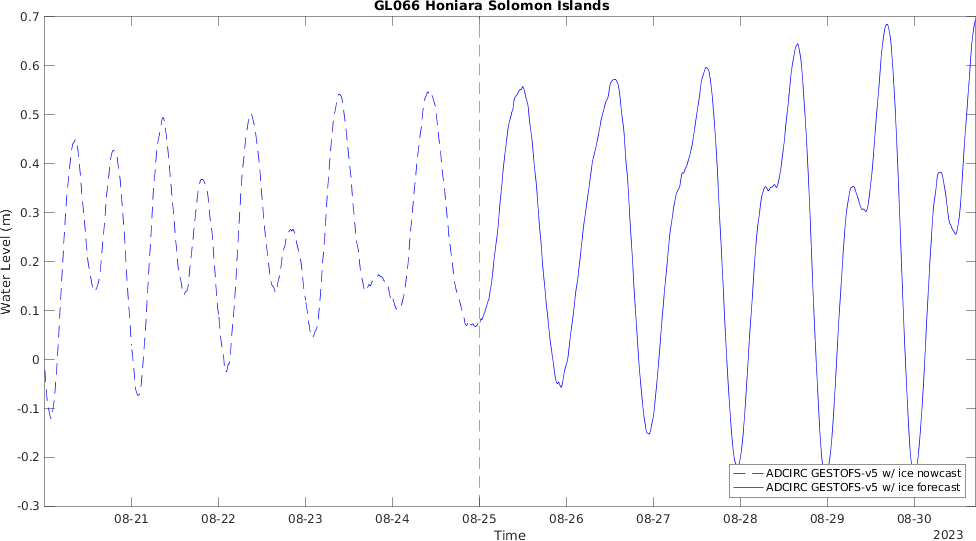 GL066 Honiara Solomon Islands
0.7
0.6
0.5
0.4
0.3
0.2
0.1
0
-0.1
-0.2
-0.3
Water Level (m)
ADCIRC GESTOFS-v5 w/ ice nowcast
ADCIRC GESTOFS-v5 w/ ice forecast
08-21 08-22 08-23 08-24 08-25 08-26 08-27 08-28 08-29 08-30
Time
2023